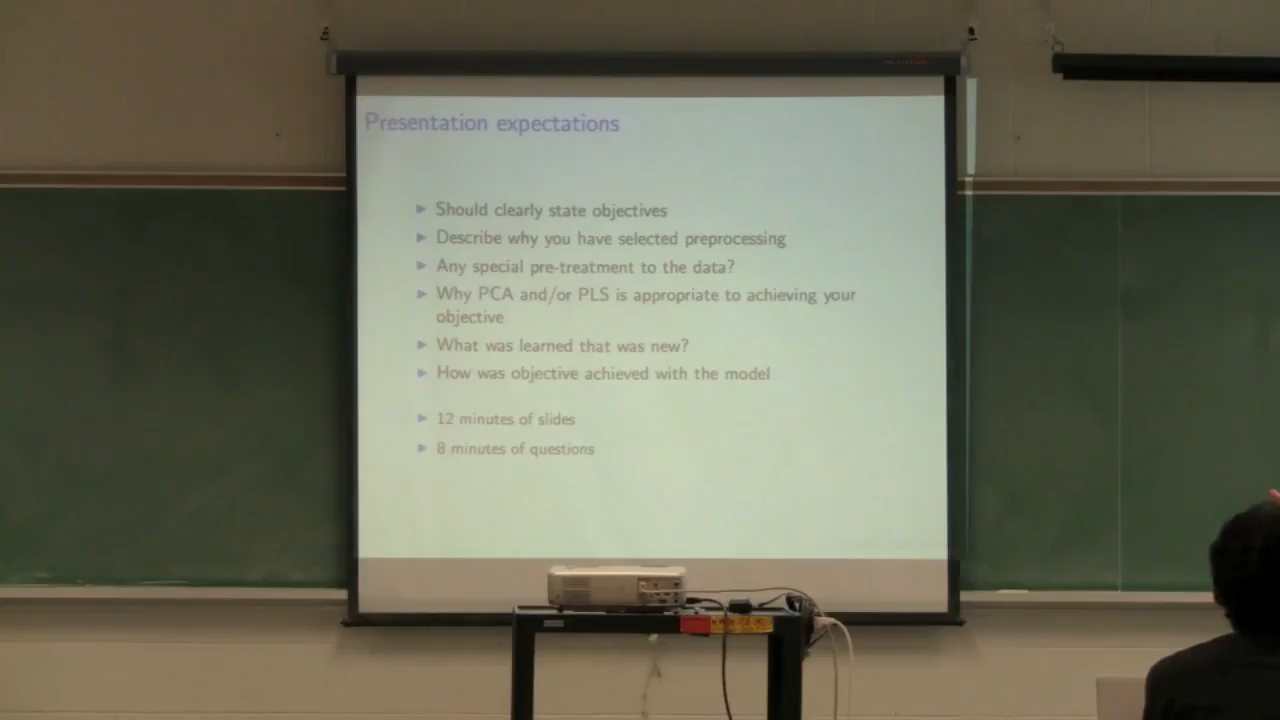 Presentation expectations
Should clearly state objectives
Describe why you have selected preprocessing
Any special pre-treatment to the data?
Why PCA and/or PLS is appropriate to achieving your
objective
What was learned that was new?
How was objective achieved with the model
12 minutes of slides
8 minutes of questions